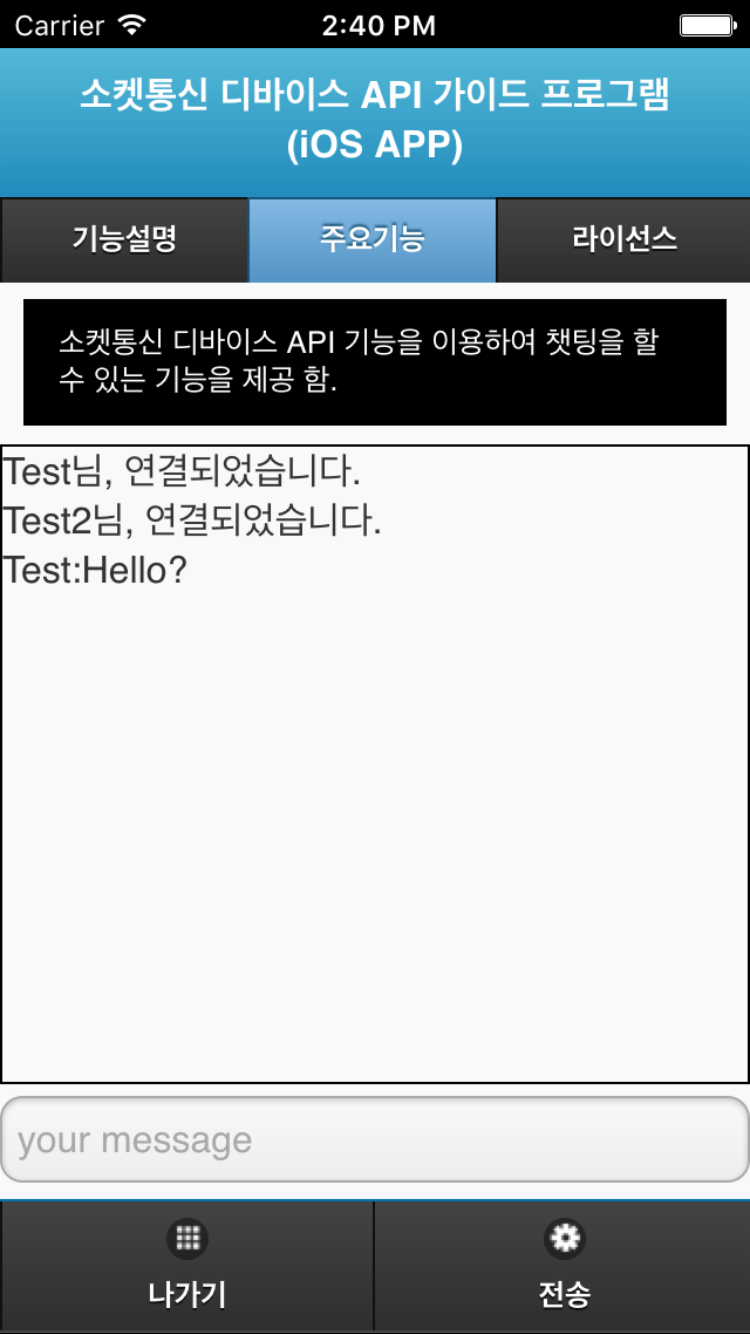 Carrier 2:40 PM
소켓통신 디바이스 API 가이드 프로그램
(iOS APP)
기능설명 주요기능 라이선스
소켓통신 디바이스 API 기능을 이용하여 챗팅을 할
수 있는 기능을 제공 함.
Test님, 연결되었습니다.
Test2님, 연결되었습니다.
Test:Hello?
your message
나가기 전송